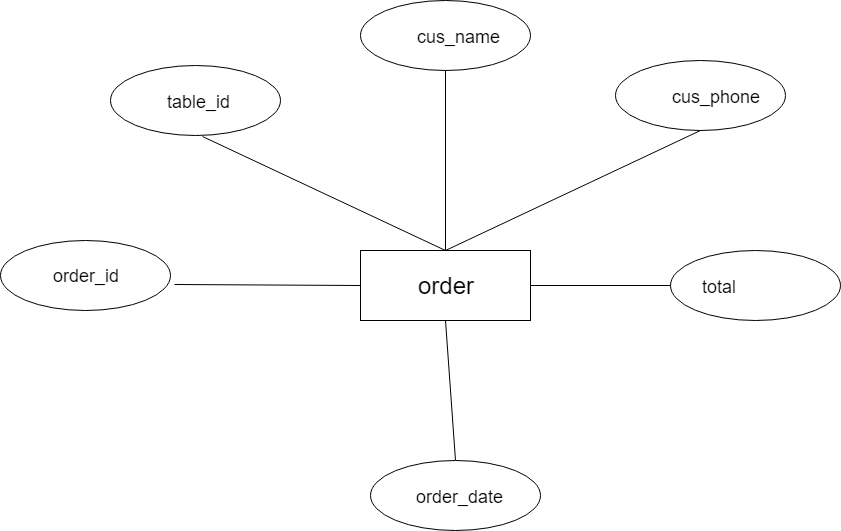 cus_name
table_id
cus_phone
order_id
order
total
order_date